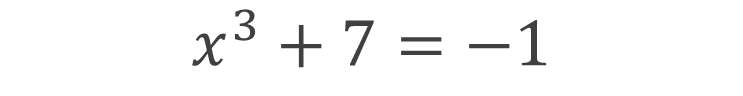 x³ + 7 = −1